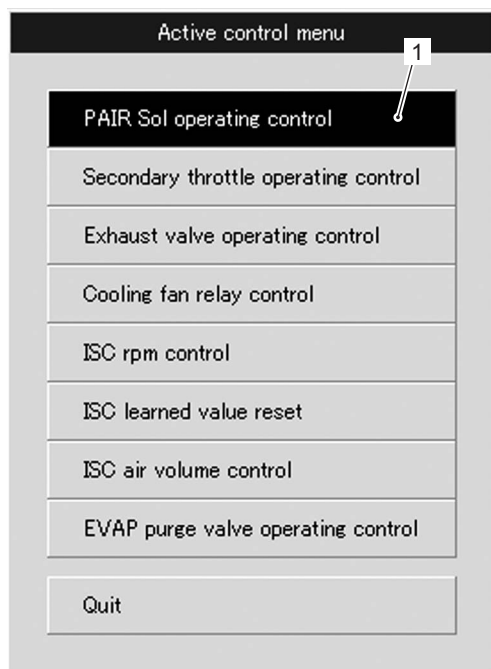 Active control menu
1
PAIR Sol operating control
Secondary throttle operating control
Exhaust valve operating control
Cooling fan relay control
ISC rpm control
ISC learned value reset
ISC air volume control
EVAP purge valve operating control
Quit